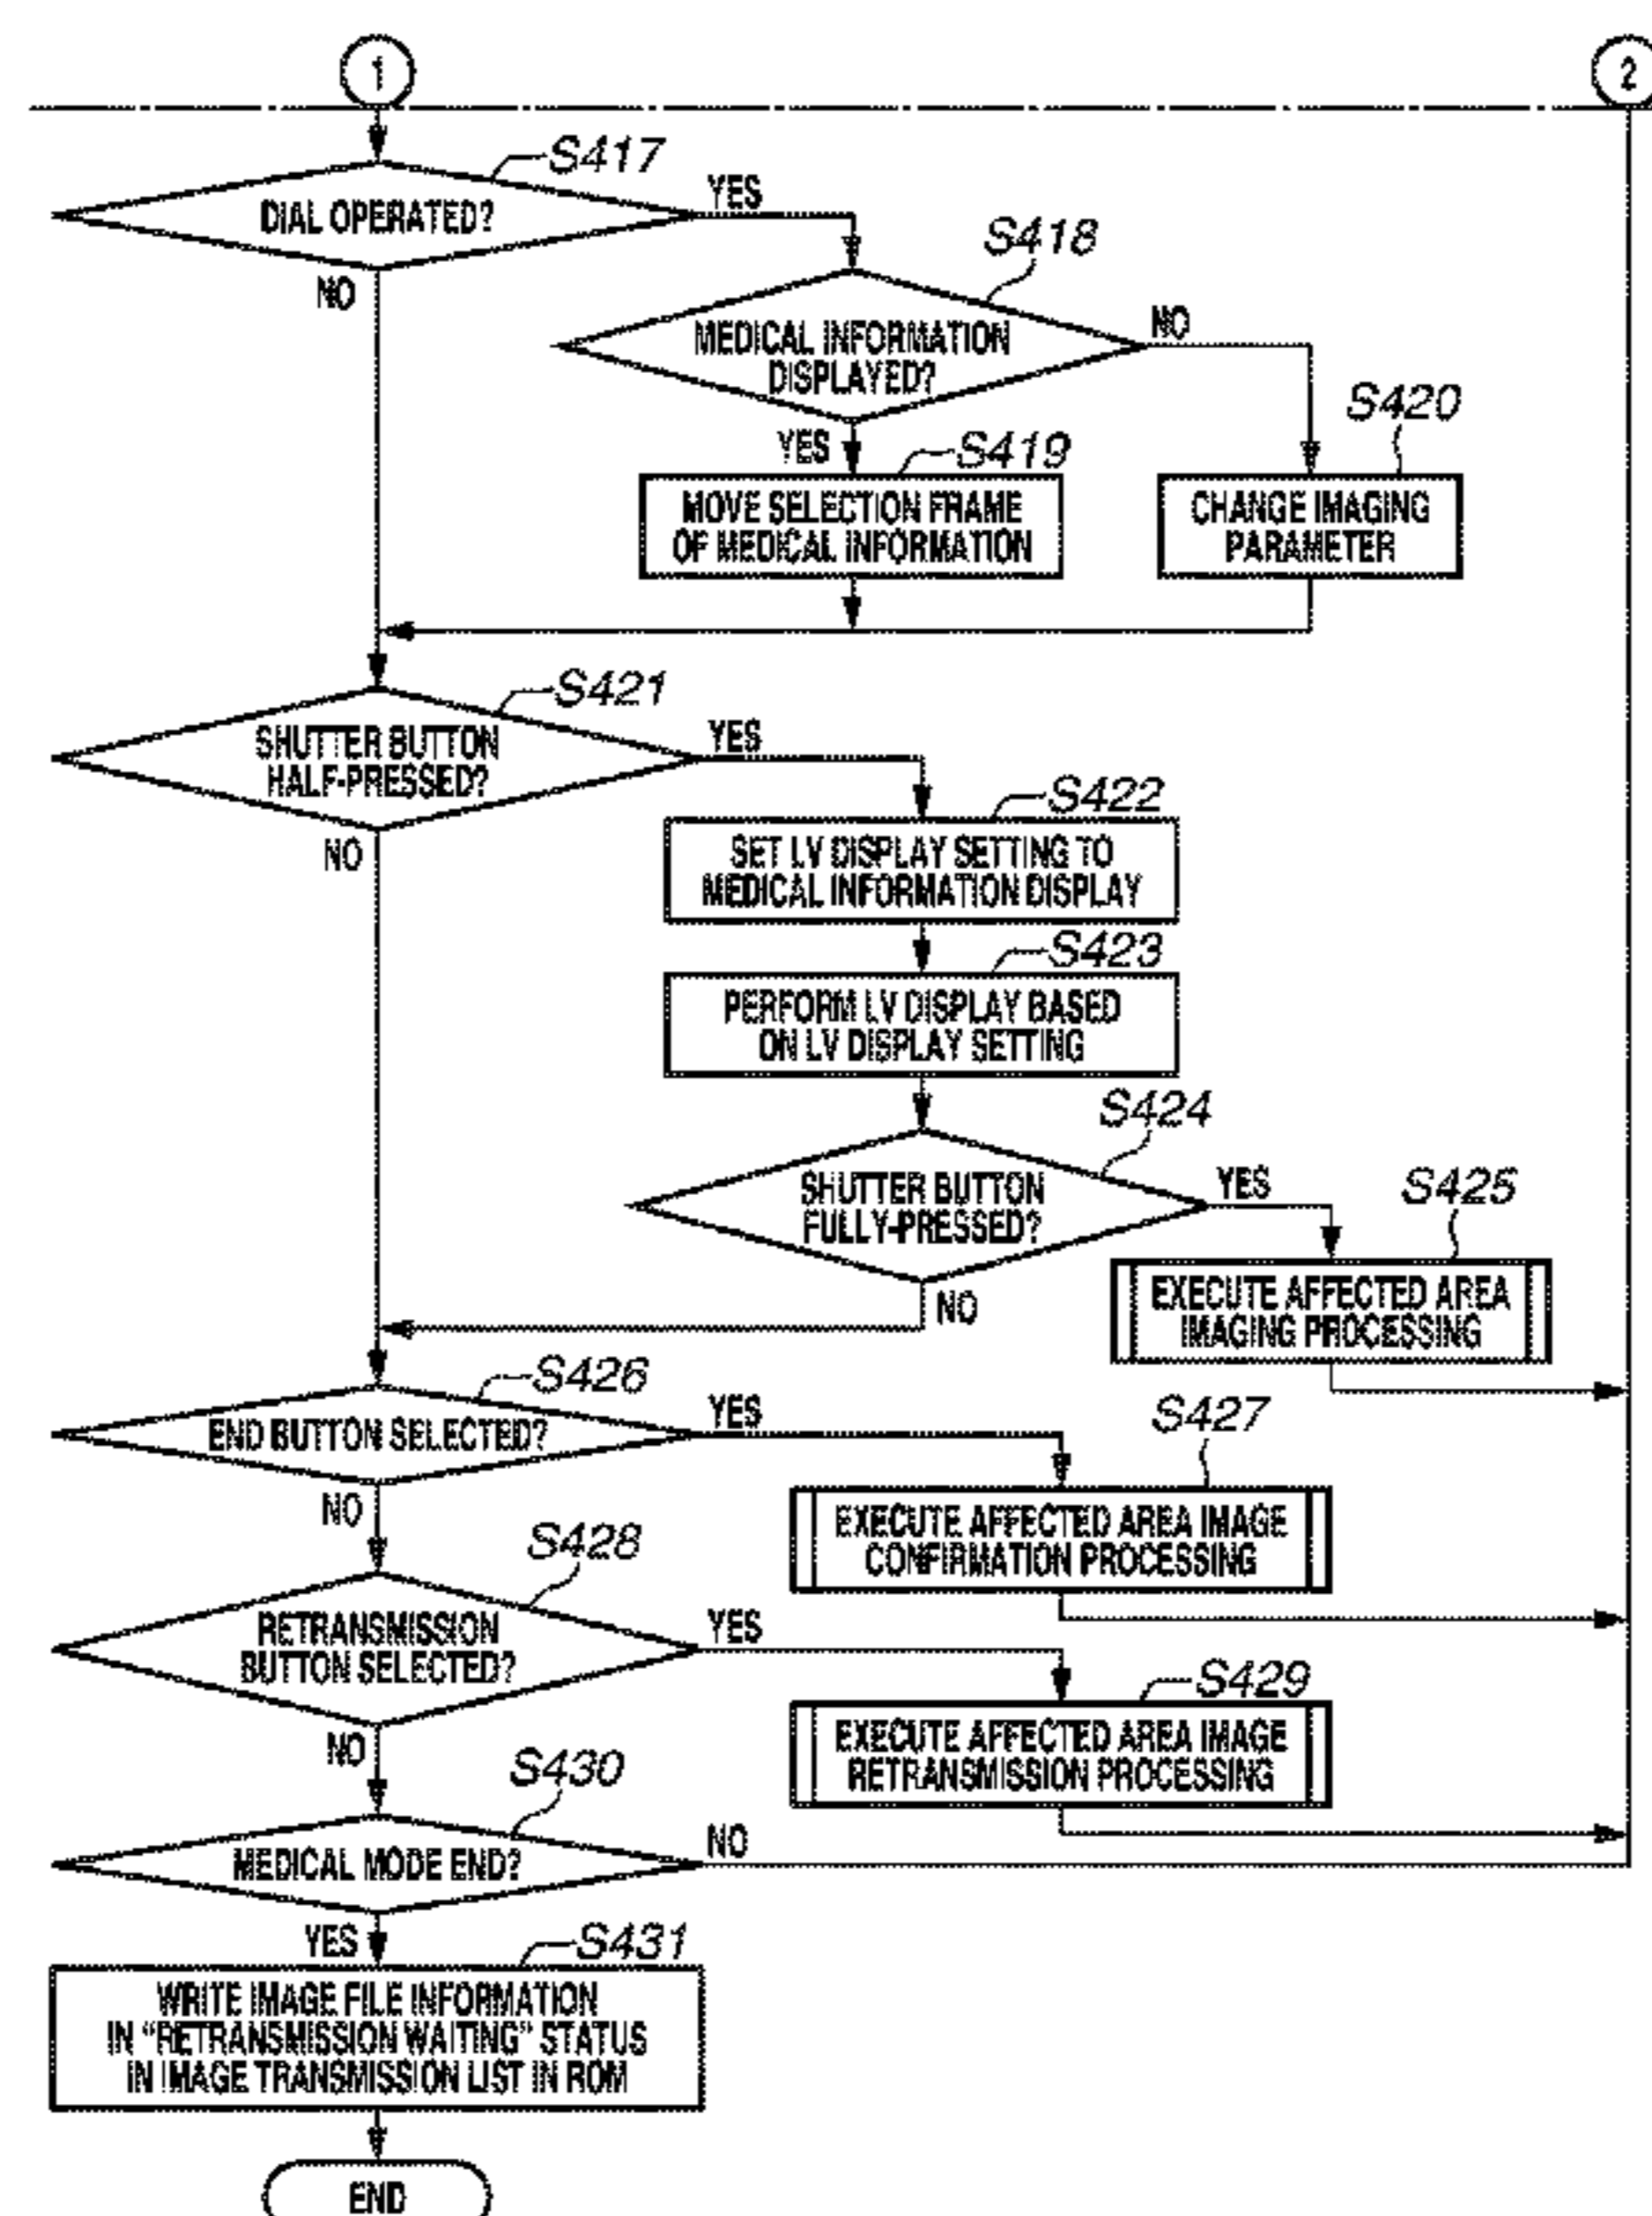 1
2
S417
DIAL OPERATED?
YES
NO
S418
MEDICAL INFORMATION
DISPLAYED?
NO
YES
S419
MOVE SELECTION FRAME
OF MEDICAL INFORMATION
S420
CHANGE IMAGING
PARAMETER
S421
SHUTTER BUTTON
HALF-PRESSED?
YES
NO
S422
SET LV DISPLAY SETTING TO
MEDICAL INFORMATION DISPLAY
S423
PERFORM LV DISPLAY BASED
ON LV DISPLAY SETTING
S424
SHUTTER BUTTON
FULLY-PRESSED?
YES
NO
S425
EXECUTE AFFECTED AREA
IMAGING PROCESSING
S426
END BUTTON SELECTED?
YES
NO
S427
EXECUTE AFFECTED AREA IMAGE
CONFIRMATION PROCESSING
S428
RETRANSMISSION
BUTTON SELECTED?
YES
NO
S429
EXECUTE AFFECTED AREA IMAGE
RETRANSMISSION PROCESSING
S430
MEDICAL MODE END?
NO
YES
S431
WRITE IMAGE FILE INFORMATION
IN “RETRANSMISSION WAITING” STATUS
IN IMAGE TRANSMISSION LIST IN ROM
END